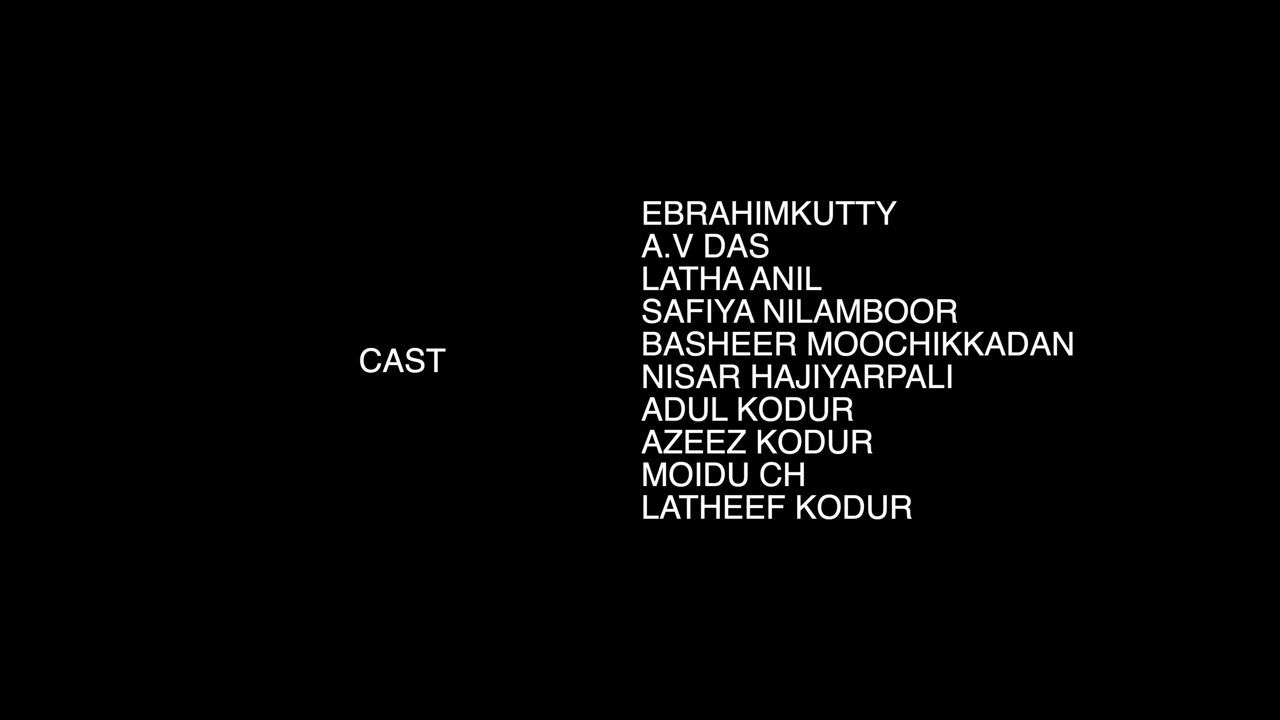 CAST
EBRAHIMKUTTY
A.V DAS
LATHA ANIL
SAFIYA NILAMBOOR
BASHEER MOOCHIKKADAN
NISAR HAJIYARPALI
ADUL KODUR
AZEEZ KODUR
MOIDU CH
LATHEEF KODUR